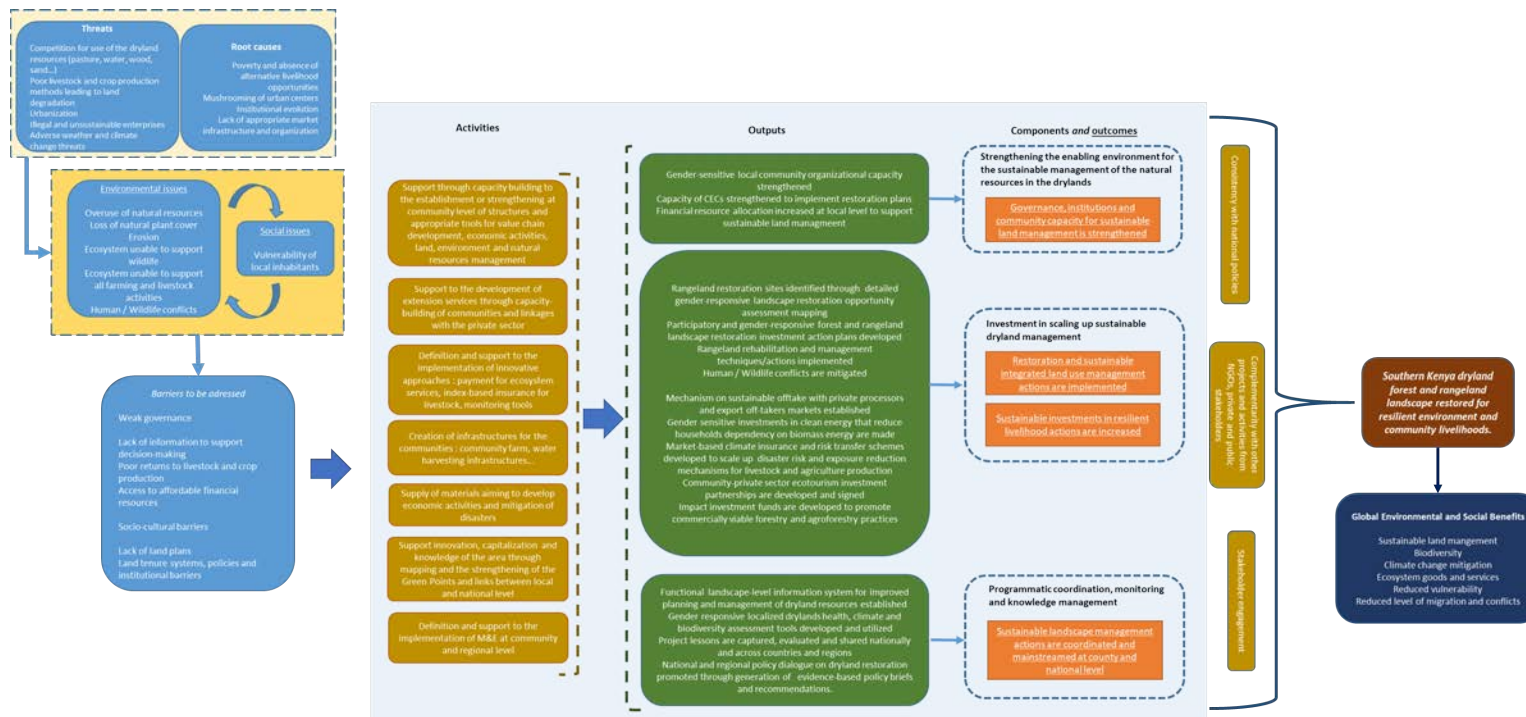 Threats
Competition for use of the dryland
resources (pasture, water, wood,
sand...)
Poor livestock and crop production
methods leading to land
degradation
Urbanization
Illegal and unsustainable enterprises
Adverse weather and climate
change threats
Root causes
Poverty and absence of
alternative livelihood
opportunities
Mushrooming of urban centers
Institutional evolution
Lack of appropriate market
infrastructure and organization
Environmental issues
Overuse of natural resources
Loss of natural plant cover
Erosion
Ecosystem unable to support
wildlife
Ecosystem unable to support
all farming and livestock
activities
Human / Wildlife conflicts
Social issues
Vulnerability of
local inhabitants
Barriers to be adressed
Weak governance
Lack of information to support
decision-making
Poor returns to livestock and crop
production
Access to affordable financial
resources
Socio-cultural barriers
Lack of land plans
Land tenure systems, policies and
institutional barriers
Activities
Support through capacity building to
the establishment or strengthening at
community level of structures and
appropriate tools for value chain
development, economic activities,
land, environment and natural
resources management
Support to the development of
extension services through capacity-
building of communities and linkages
with the private sector
Definition and support to the
implementation of innovative
approaches : payment for ecosystem
services, index-based insurance for
livestock, monitoring tools
Creation of infrastructures for the
communities : community farm, water
harvesting infrastructures...
Supply of materials aiming to develop
economic activities and mitigation of
disasters
Support innovation, capitalization and
knowledge of the area through
mapping and the strengthening of the
Green Points and links between local
and national level
Definition and support to the
implementation of M&E at community
and regional level
Outputs
Gender-sensitive local community organizational capacity
strengthened
Capacity of CECs strengthened to implement restoration plans
Financial resource allocation increased at local level to support
sustainable land managmeent
Rangeland restoration sites identified through detailed
gender-responsive landscape restoration opportunity
assessment mapping
Participatory and gender-responsive forest and rangeland
landscape restoration investment action plans developed
Rangeland rehabilitation and management
techniques/actions implemented
Human / Wildlife conflicts are mitigated
Mechanism on sustainable offtake with private processors
and export off-takers markets established
Gender sensitive investments in clean energy that reduce
households dependency on biomass energy are made
Market-based climate insurance and risk transfer schemes
developed to scale up disaster risk and exposure reduction
mechanisms for livestock and agriculture production
Community-private sector ecotourism investment
partnerships are developed and signed
Impact investment funds are developed to promote
commercially viable forestry and agroforestry practices
Functional landscape-level information system for improved
planning and management of dryland resources established
Gender responsive localized drylands health, climate and
biodiversity assessment tools developed and utilized
Project lessons are captured, evaluated and shared nationally
and across countries and regions
National and regional policy dialogue on dryland restoration
promoted through generation of evidence-based policy briefs
and recommendations.
Components and outcomes
Strengthening the enabling environment for
the sustainable management of the natural
resources in the drylands
Governance, institutions and
community capacity for sustainable
land management is strengthened
Investment in scaling up sustainable
dryland management
Restoration and sustainable
integrated land use management
actions are implemented
Sustainable investments in resilient
livelihood actions are increased
Programmatic coordination, monitoring
and knowledge management
Sustainable landscape management
actions are coordinated and
mainstreamed at county and
national level
Consistency with national policies
Complementarity with other
projects and activities from
NGOs, private and public
stakeholders
Stakeholder engagement
Southern Kenya dryland
forest and rangeland
landscape restored for
resilient environment and
community livelihoods.
Global Environmental and Social Benefits
Sustainable land mangement
Biodiversity
Climate change mitigation
Ecosystem goods and services
Reduced vulnerability
Reduced level of migration and conflicts